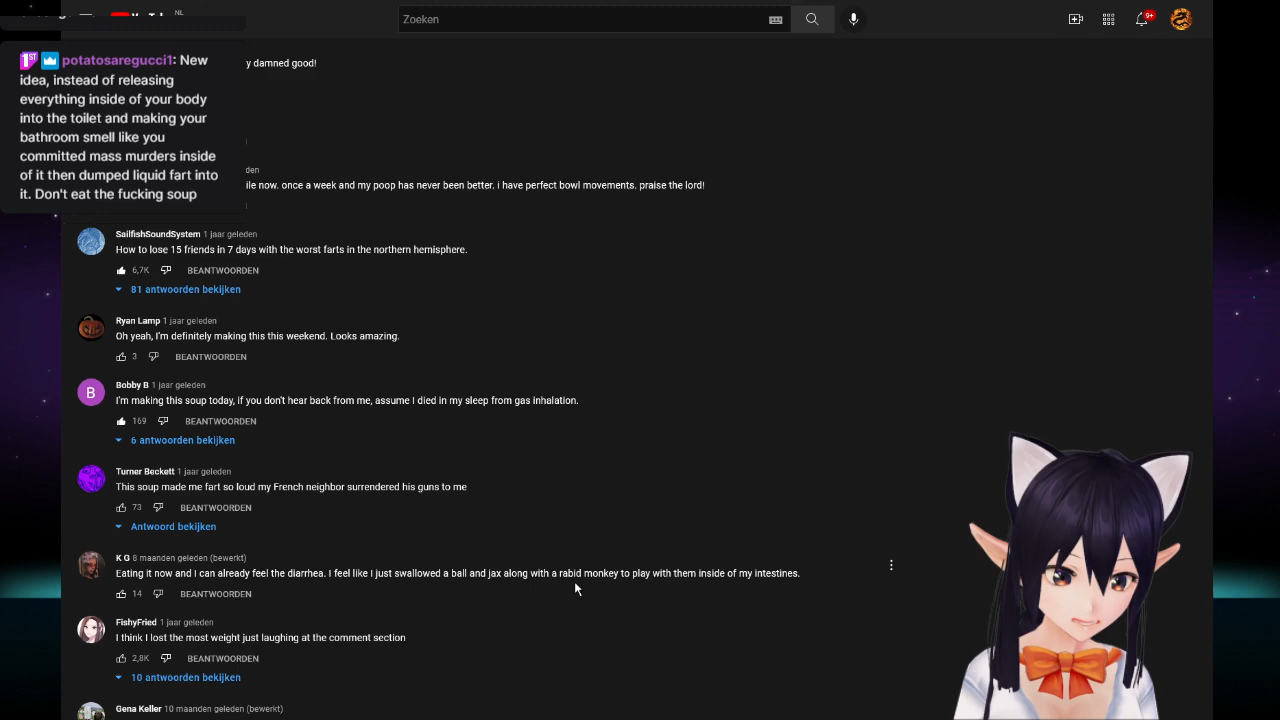 NL
Zoeken
9+
potatosaregucci1: New
idea, instead of releasing
everything inside of your body
into the toilet and making your
bathroom smell like you
committed mass murders inside
of it then dumped liquid fart into
it. Don't eat the fucking soup
y damned good!
den
ile now. once a week and my poop has never been better. i have perfect bowl movements. praise the lord!
SailfishSoundSystem 1 jaar geleden
How to lose 15 friends in 7 days with the worst farts in the northern hemisphere.
6,7K BEANTWOORDEN
81 antwoorden bekijken
Ryan Lamp 1 jaar geleden
Oh yeah, I'm definitely making this this weekend. Looks amazing.
3 BEANTWOORDEN
B
Bobby B 1 jaar geleden
I'm making this soup today, if you don't hear back from me, assume I died in my sleep from gas inhalation.
169 BEANTWOORDEN
6 antwoorden bekijken
Turner Beckett 1 jaar geleden
This soup made me fart so loud my French neighbor surrendered his guns to me
73 BEANTWOORDEN
Antwoord bekijken
K G 8 maanden geleden (bewerkt)
Eating it now and I can already feel the diarrhea. I feel like I just swallowed a ball and jax along with a rabid monkey to play with them inside of my intestines.
14 BEANTWOORDEN
FishyFried 1 jaar geleden
I think I lost the most weight just laughing at the comment section
2,8K BEANTWOORDEN
10 antwoorden bekijken
Gena Keller 10 maanden geleden (bewerkt)